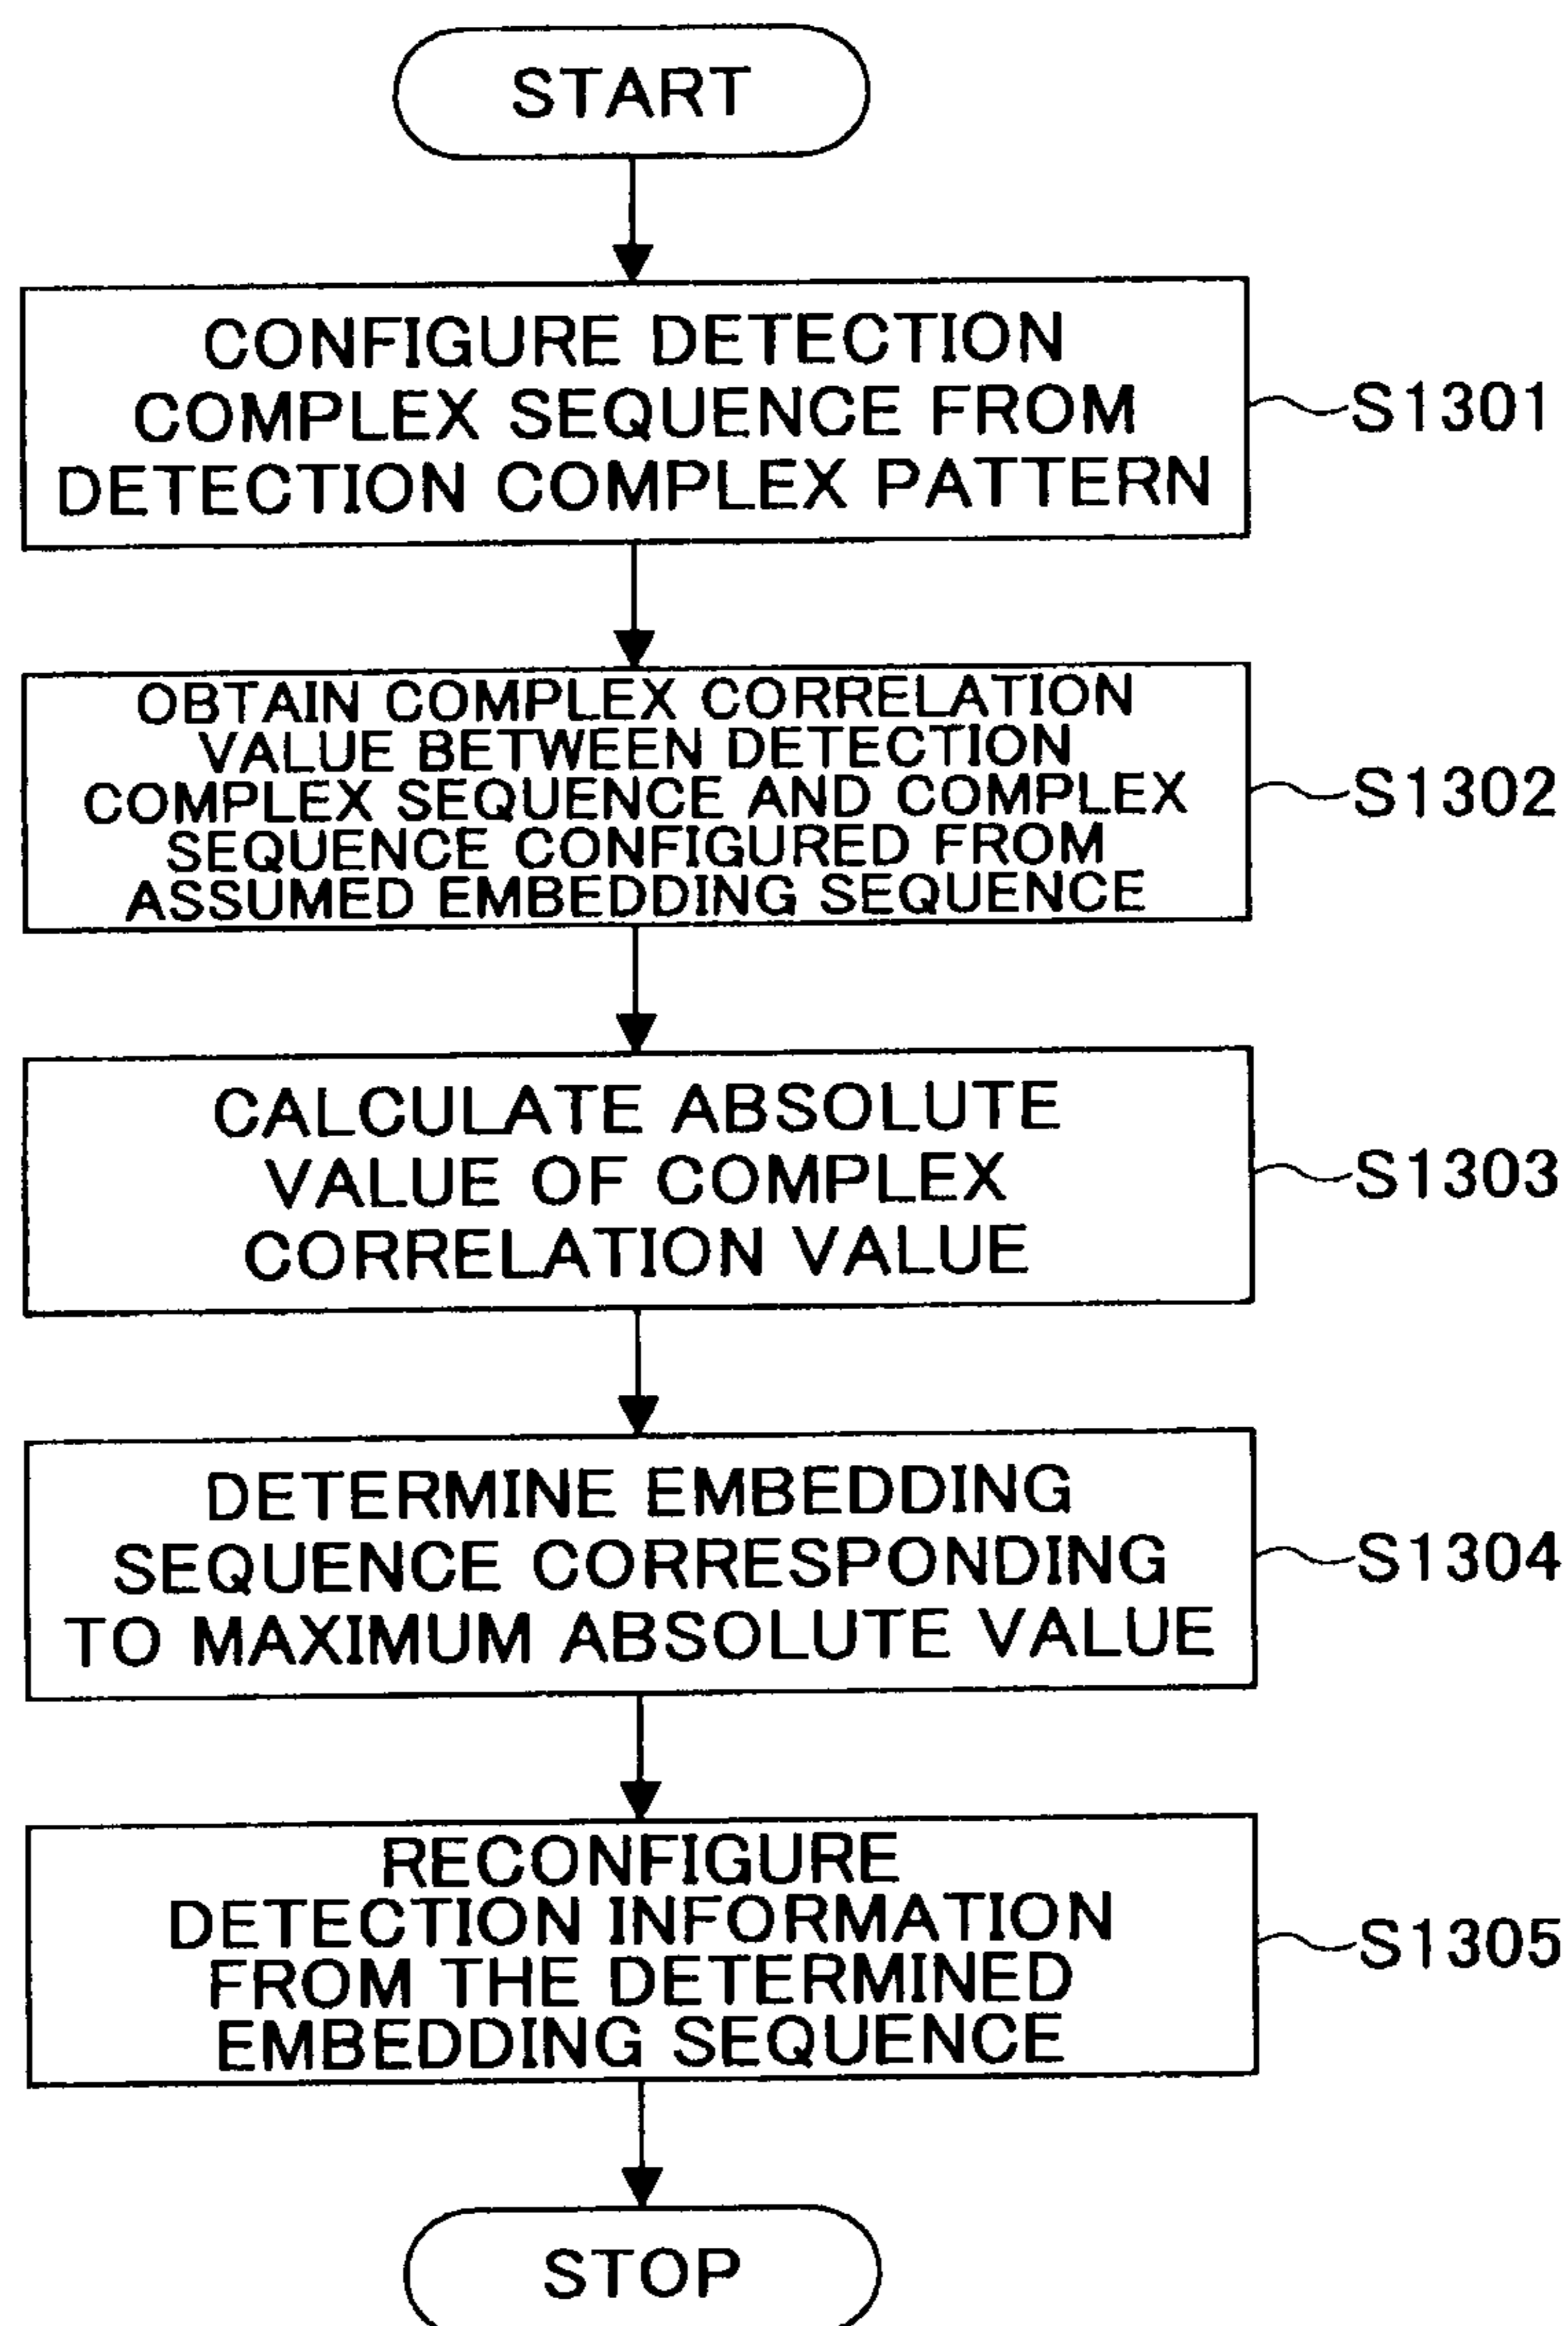 START
CONFIGURE DETECTION
COMPLEX SEQUENCE FROM
DETECTION COMPLEX PATTERN
S1301
OBTAIN COMPLEX CORRELATION
VALUE BETWEEN DETECTION
COMPLEX SEQUENCE AND COMPLEX
SEQUENCE CONFIGURED FROM
ASSUMED EMBEDDING SEQUENCE
S1302
CALCULATE ABSOLUTE
VALUE OF COMPLEX
CORRELATION VALUE
S1303
DETERMINE EMBEDDING
SEQUENCE CORRESPONDING
TO MAXIMUM ABSOLUTE VALUE
S1304
RECONFIGURE
DETECTION INFORMATION
FROM THE DETERMINED
EMBEDDING SEQUENCE
S1305
STOP